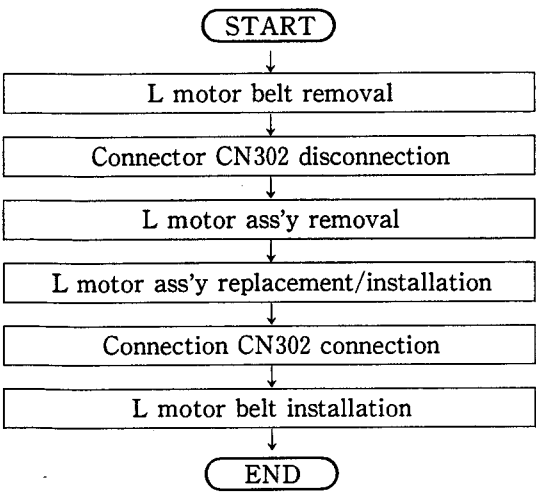 START
L motor belt removal
Connector CN302 disconnection
L motor ass'y removal
L motor ass'y replacement/installation
Connection CN302 connection
L motor belt installation
END